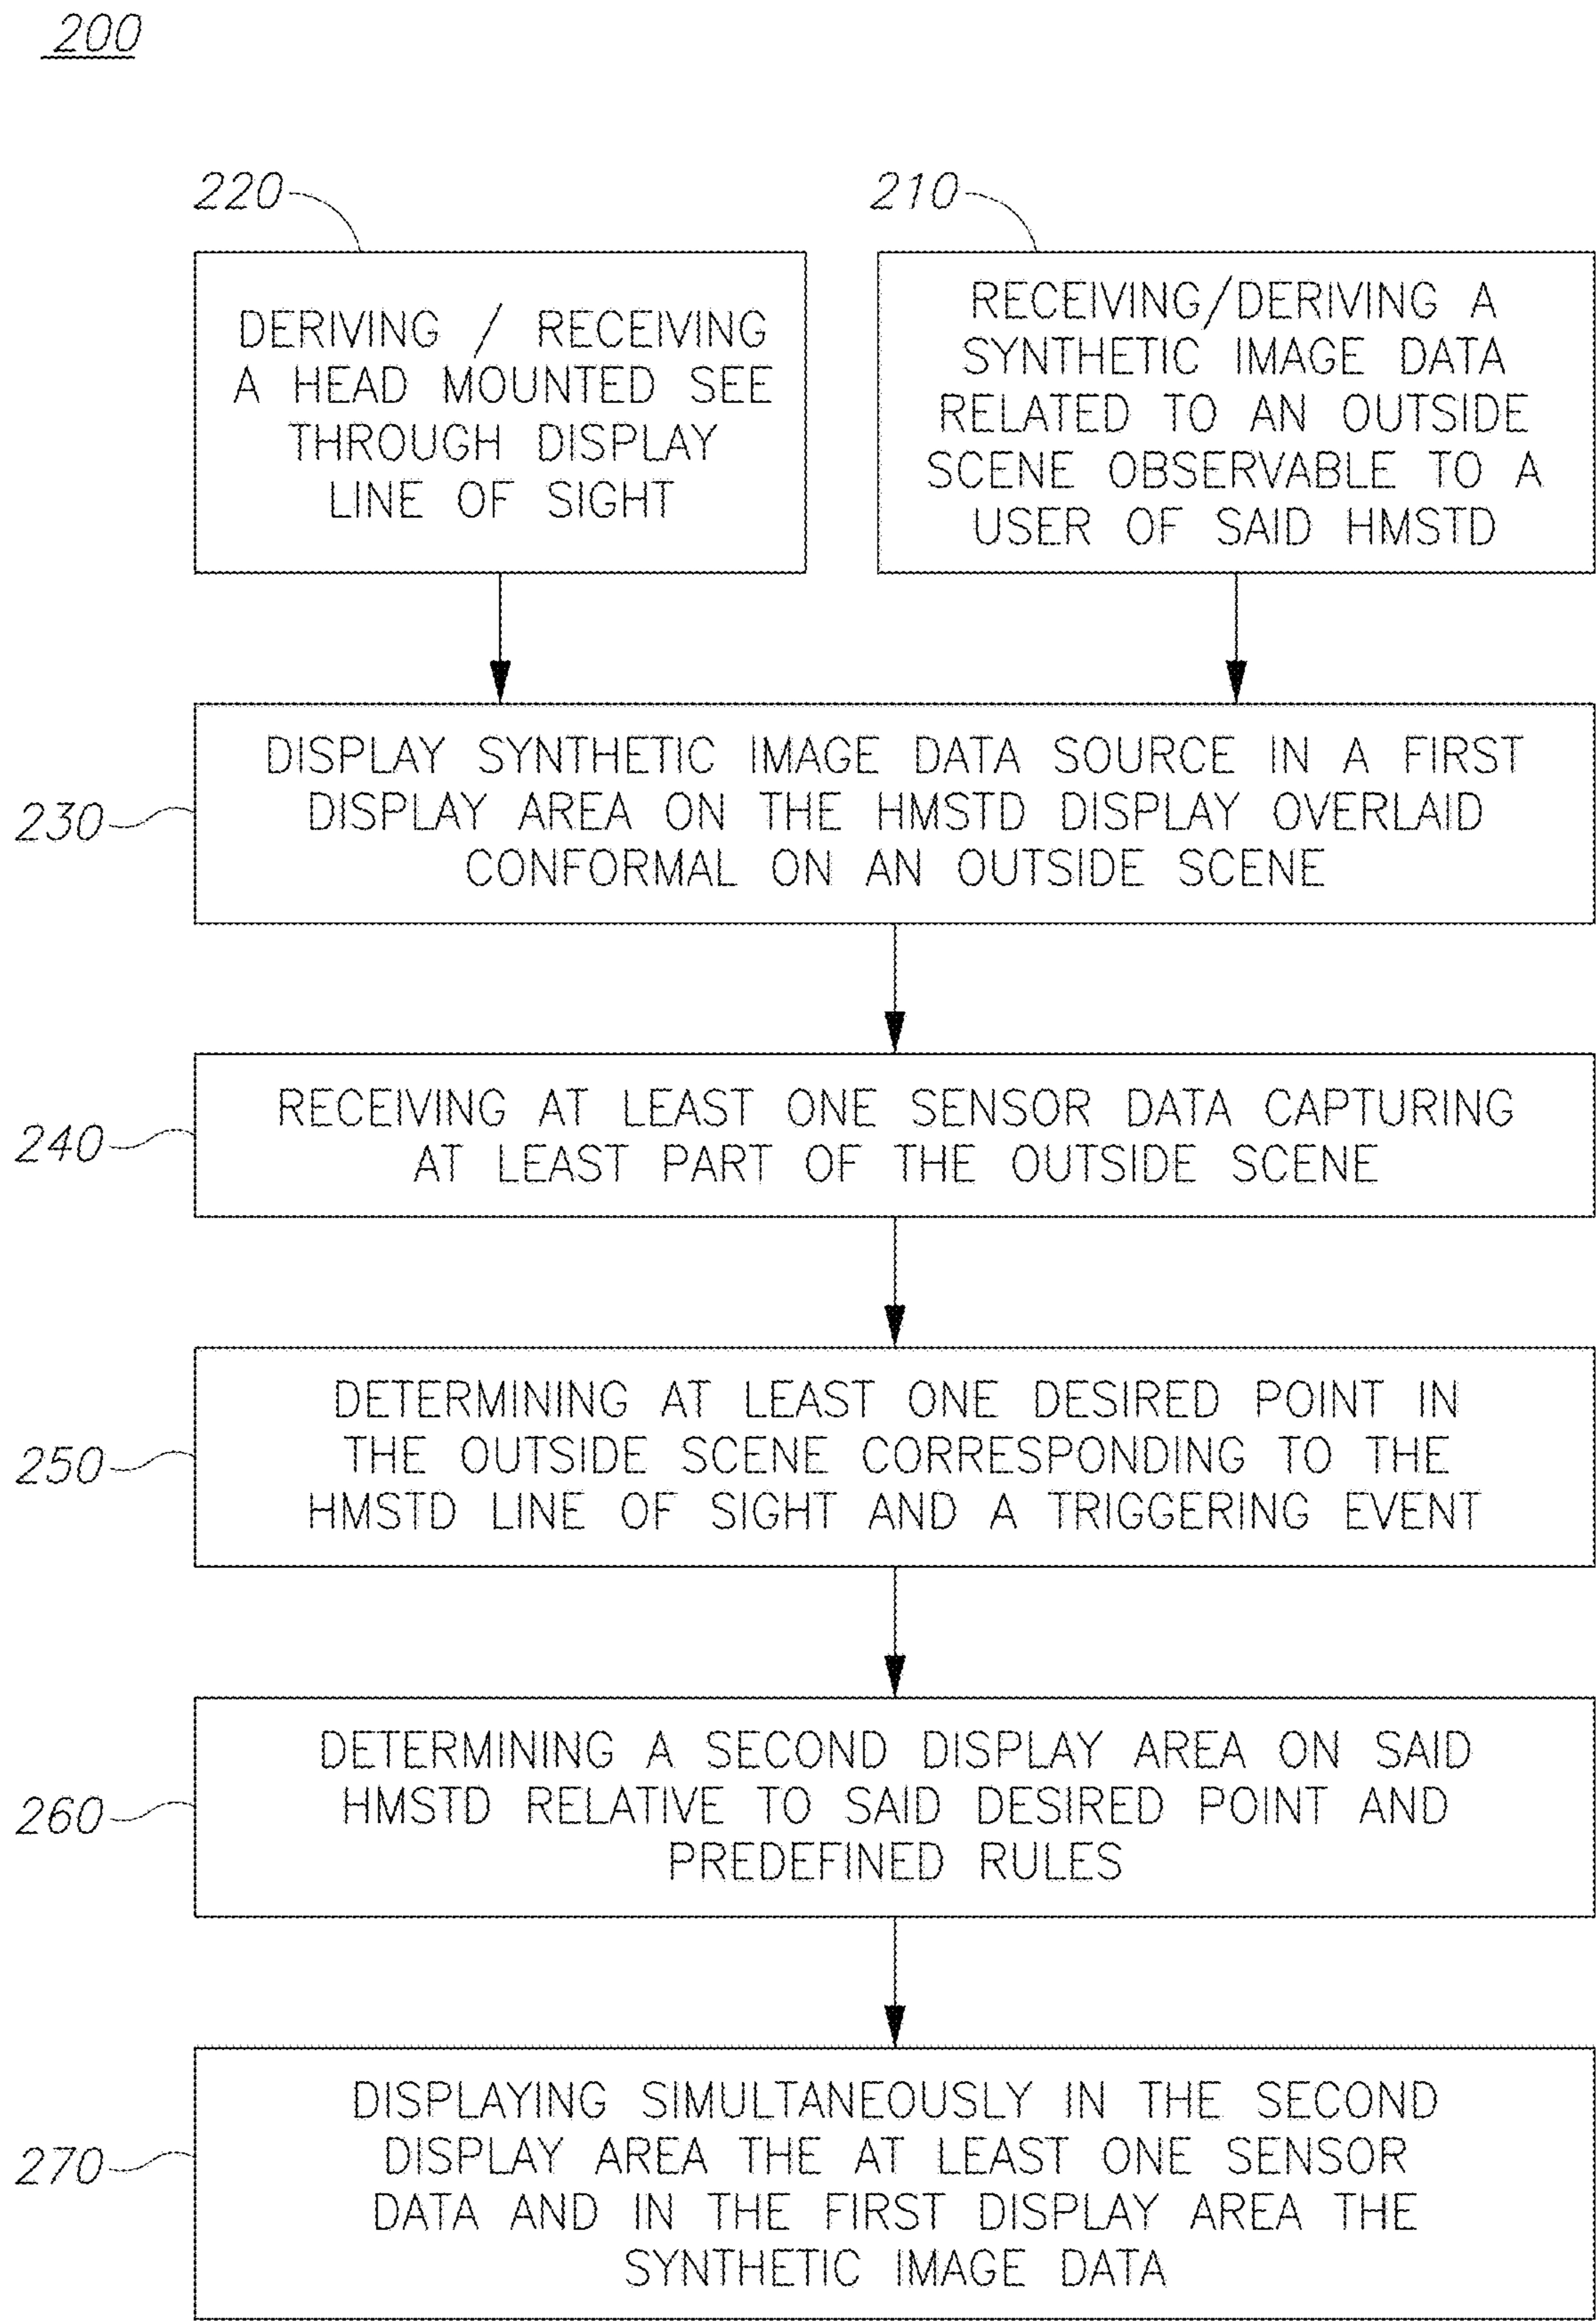 200
220
DERIVING / RECEIVING
A HEAD MOUNTED SEE
THROUGH DISPLAY
LINE OF SIGHT
210
RECEIVING/DERIVING A
SYNTHETIC IMAGE DATA
RELATED TO AN OUTSIDE
SCENE OBSERVABLE TO A
USER OF SAID HMSTD
230
DISPLAY SYNTHETIC IMAGE DATA SOURCE IN A FIRST
DISPLAY AREA ON THE HMSTD DISPLAY OVERLAID
CONFORMAL ON AN OUTSIDE SCENE
240
RECEIVING AT LEAST ONE SENSOR DATA CAPTURING
AT LEAST PART OF THE OUTSIDE SCENE
250
DETERMINING AT LEAST ONE DESIRED POINT IN
THE OUTSIDE SCENE CORRESPONDING TO THE
HMSTD LINE OF SIGHT AND A TRIGGERING EVENT
260
DETERMINING A SECOND DISPLAY AREA ON SAID
HMSTD RELATIVE TO SAID DESIRED POINT AND
PREDEFINED RULES
270
DISPLAYING SIMULTANEOUSLY IN THE SECOND
DISPLAY AREA THE AT LEAST ONE SENSOR
DATA AND IN THE FIRST DISPLAY AREA THE
SYNTHETIC IMAGE DATA